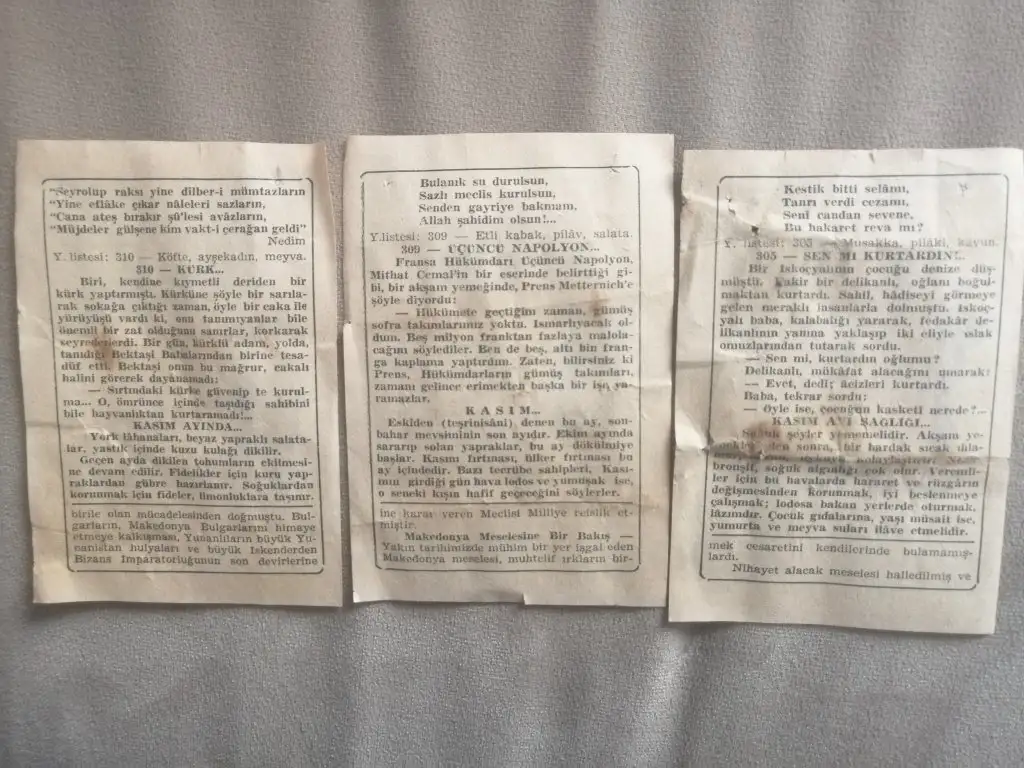 "Seyrolup raksı yine dilber-i mümtazların
"Yine eflâke çıkar nâleleri sazların,
"Cana ateş bırakır şû'lesi avâzların,
"Müjdeler gülşene kim vakt-i çerağan geldi"
Nedim
Y. listesi: 310 — Köfte, ayşekadın, meyva.
310 — KÜRK...
Biri, kendine kıymetli deriden bir
kürk yaptırmıştı. Kürküne şöyle bir sarıla-
rak sokağa çıktığı zaman, öyle bir caka ile
yürüyüşü vardı ki, onu tanımıyanlar bile
önemli bir zat olduğunu sanırlar, korkarak
seyrederlerdi. Bir gün, kürklü adam, yolda,
tanıdığı Bektaşi Babalarından birine tesa-
düf etti. Bektaşi onun bu mağrur, cakalı
halini görerek dayanamadı:
— Sırtındaki kürke güvenip te kurul-
ma... O, ömrünce içinde taşıdığı sahibini
bile hayvanlıktan kurtaramadı!...
KASIM AYINDA...
York lâhanaları, beyaz yapraklı salata-
lar, yastık içinde kuzu kulağı dikilir.
Geçen ayda dikilen tohumların ekilmesi-
ne devam edilir. Fidelikler için kuru yap-
raklardan gübre hazırlanır. Soğuklardan
korunmak için fideler, limonluklara taşınır.
birile olan mücadelesinden doğmuştu. Bul-
garların, Makedonya Bulgarlarını himaye
etmeye kalkışması, Yunanlıların büyük Yu-
nanistan hulyaları ve büyük İskenderden
Bizans İmparatorluğunun son devirlerine
Bulanık su durulsun,
Sazlı meclis kurulsun,
Senden gayriye bakmam,
Allah şahidim olsun!...
Y.listesi: 309 — Etli kabak, pilâv, salata.
309 — ÜÇÜNCÜ NAPOLYON...
Fransa Hükümdarı Üçüncü Napolyon,
Mithat Cemal'in bir eserinde belirttiği gi-
bi, bir akşam yemeğinde, Prens Metternich'e
şöyle diyordu:
— Hükûmete geçtiğim zaman, gümüş
sofra takımlarımız yoktu. Ismarlıyacak ol-
dum. Beş milyon franktan fazlaya malola-
cağını söylediler. Ben de beş, altı bin fran-
ga kaplama yaptırdım. Zaten, bilirsiniz ki
Prens, Hükümdarların gümüş takımları,
zamanı gelince erimekten başka bir işe ya-
ramazlar.
KASIM...
Eskiden (teşrinisâni) denen bu ay, son-
bahar mevsiminin son ayıdır. Ekim ayında
sararıp solan yapraklar, bu ay dökülmiye
başlar. Kasım fırtınası, ülker fırtınası bu
ay içindedir. Bazı tecrübe sahipleri, Kası-
mın girdiği gün hava lodos ve yumuşak ise,
o seneki kışın hafif geçeceğini söylerler.
ine karar veren Meclisi Milliye reislik et-
miştir.
Makedonya Meselesine Bir Bakış —
Yakın tarihimizde mühim bir yer işgal eden
Makedonya meselesi, muhtelif ırkların bir-
Kestik bitti selâmı,
Tanrı verdi cezamı,
Seni candan sevene,
Bu hakaret reva mı?
Y. listesi: 305 — Musakka, pilâki, kavun.
305 — SEN Mİ KURTARDIN!..
Bir İskoçyalının çocuğu denize düş-
müştü. Fakir bir delikanlı, oğlanı boğul-
maktan kurtardı. Sahil, hâdiseyi görmeye
gelen meraklı insanlarla dolmuştu. İskoç-
yalı baba, kalabalığı yararak, fedakâr de-
likanlının yanına yaklaşıp iki eliyle ıslak
omuzlarından tutarak sordu.
— Sen mi, kurtardın oğlumu?
Delikanlı, mükâfat alacağını umarak:
— Evet, dedi; âcizleri kurtardı.
Baba, tekrar sordu:
— Öyle ise, çocuğun kasketi nerede?...
KASIM AYI SAĞLIĞI...
Soğuk şeyler yememelidir. Akşam ye-
den sonra, bir bardak sıcak ıhla-
bronşit, soğuk algınlığı çok olur. Veremli-
ler için bu havalarda hararet ve rüzgârın
değişmesinden korunmak, iyi beslenmeye
çalışmak; lodosa bakan yerlerde oturmak,
lâzımdır. Çocuk gıdalarına, yaşı müsait ise,
yumurta ve meyva suları ilâve etmelidir.
mek cesaretini kendilerinde bulamamış-
lardı.
Nihayet alacak meselesi halledilmiş ve